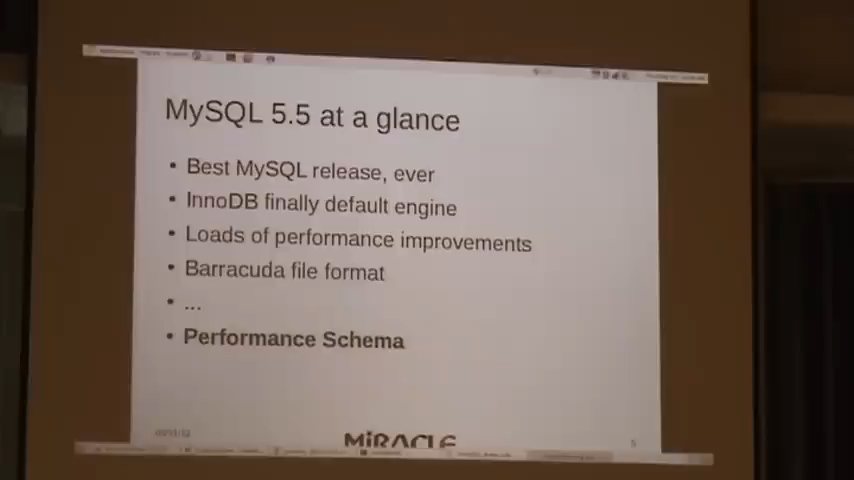 MySQL 5.5 at a glance
• Best MySQL release, ever
• InnoDB finally default engine
• Loads of performance improvements
• Barracuda file format
• ...
• Performance Schema
MIRACLE
5